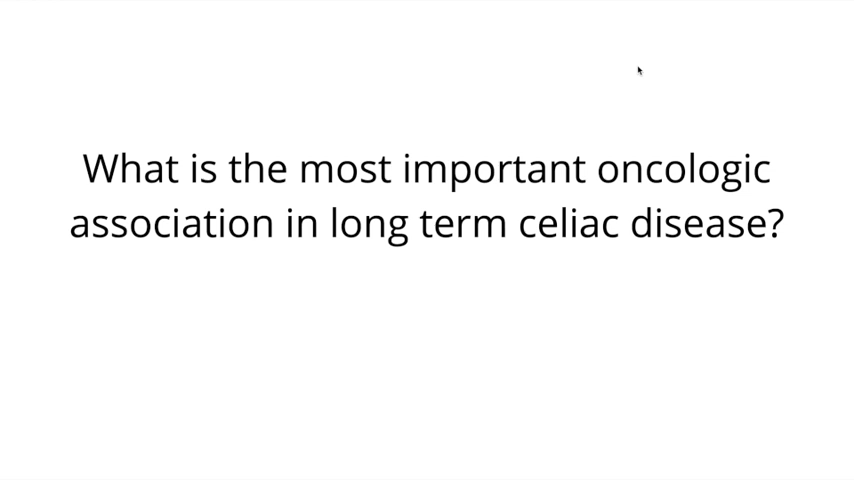 What is the most important oncologic
association in long term celiac disease?